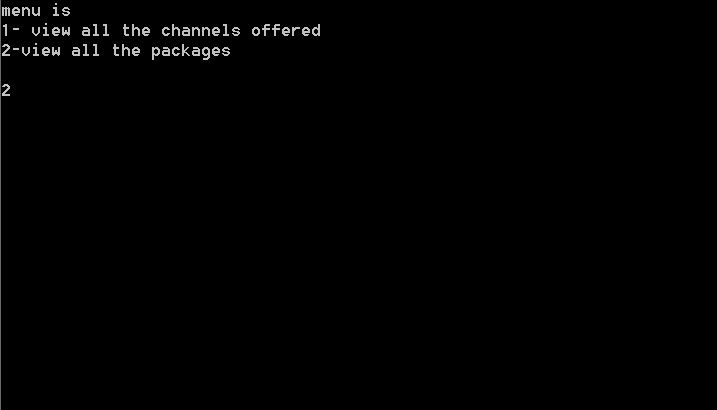 menu is
1- view all the channels offered
2-view all the packages
2